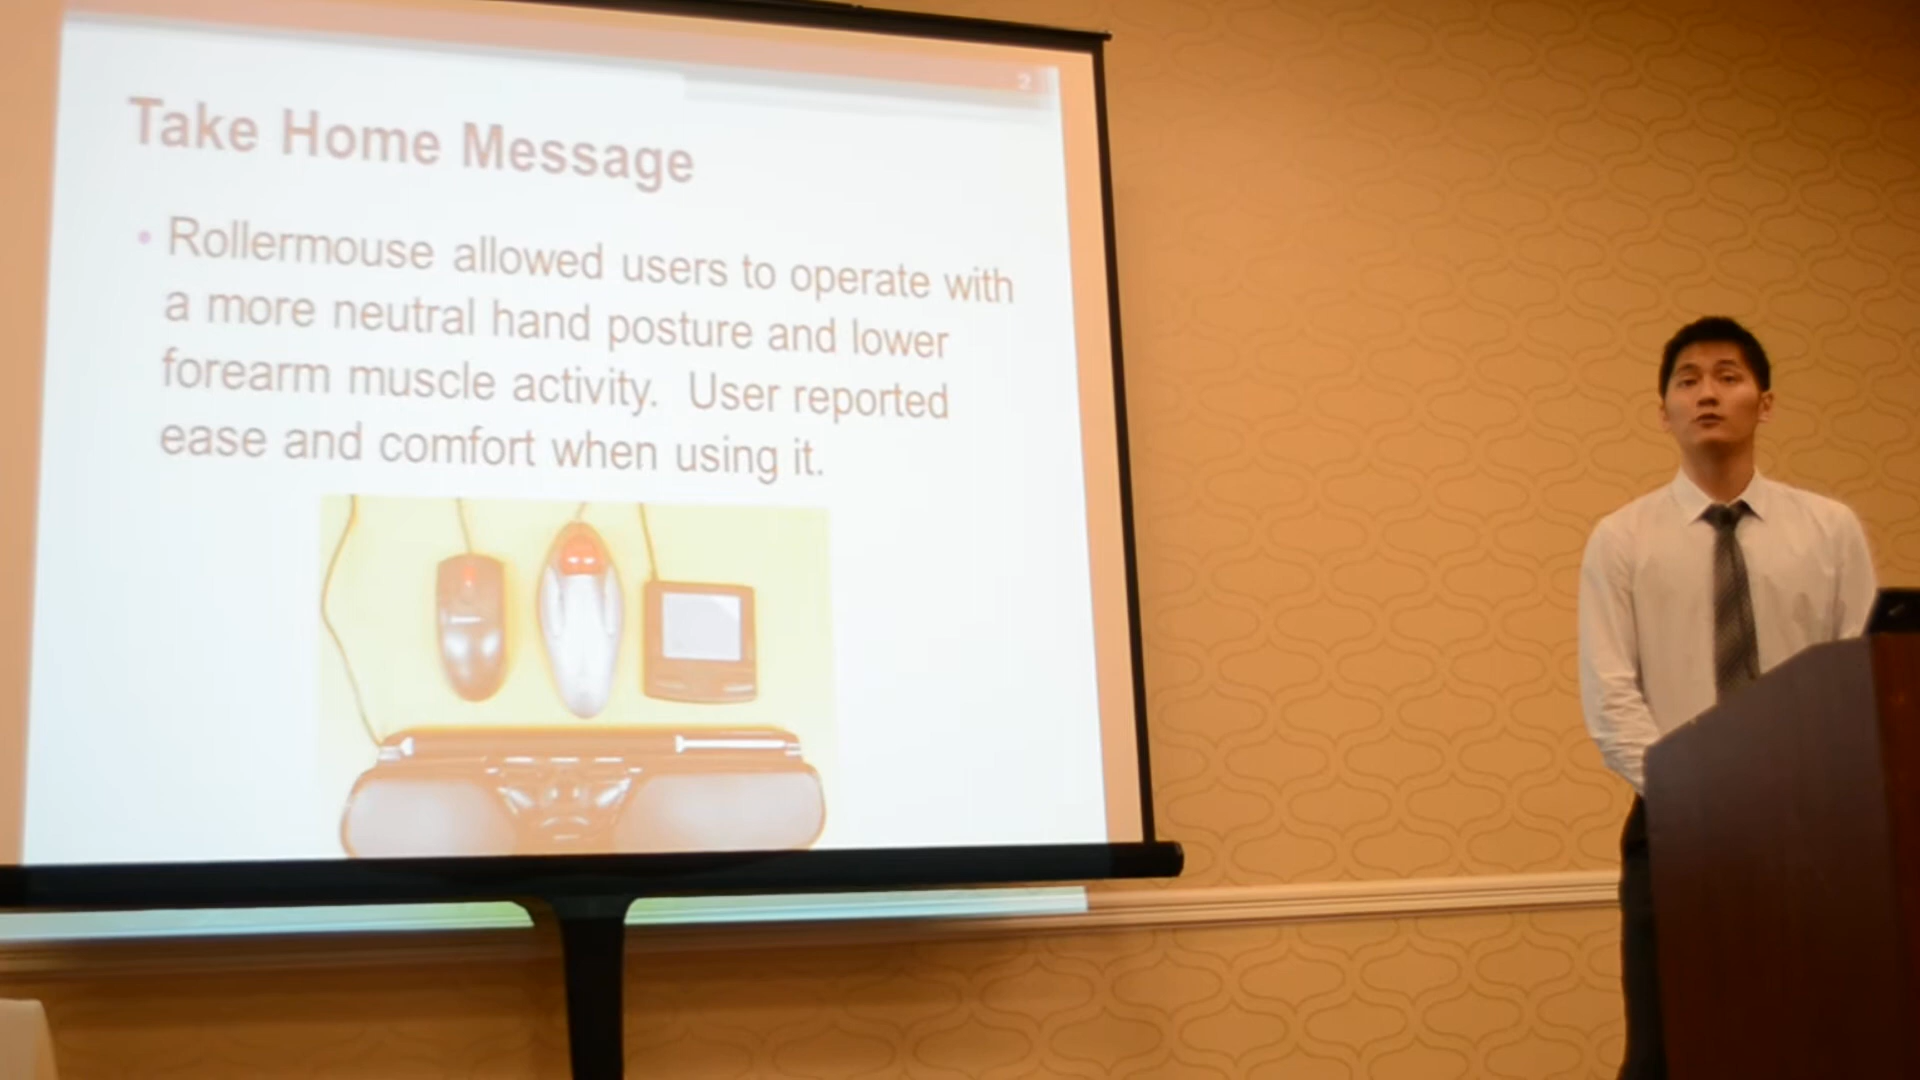 2
Take Home Message
• Rollermouse allowed users to operate with
a more neutral hand posture and lower
forearm muscle activity. User reported
ease and comfort when using it.